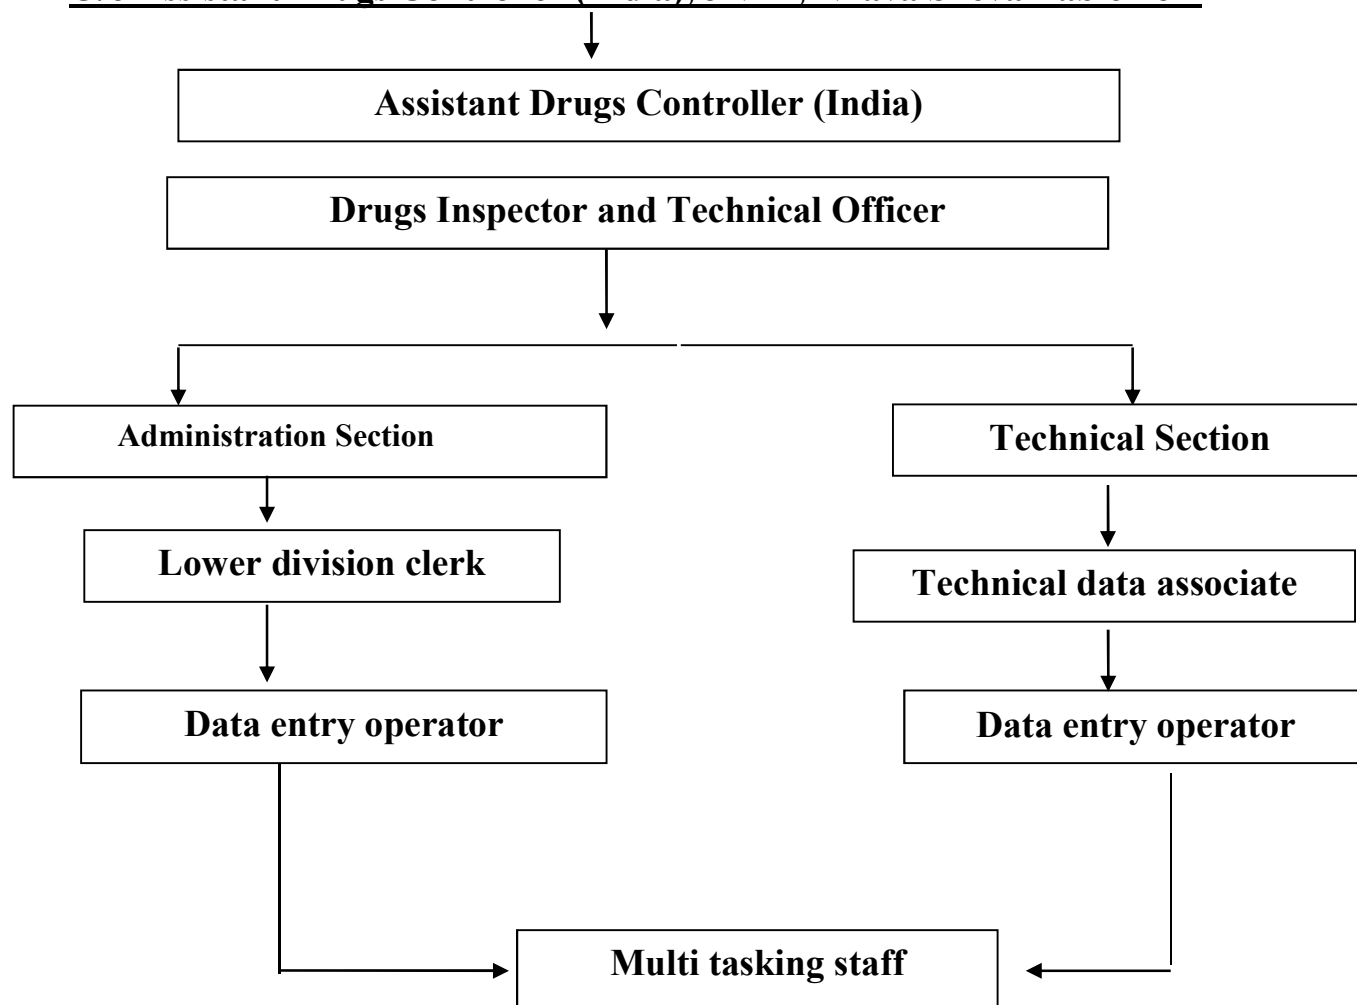 Assistant Drugs Controller (India)
Drugs Inspector and Technical Officer
Administration Section
Technical Section
Lower division clerk
Technical data associate
Data entry operator
Data entry operator
Multi tasking staff